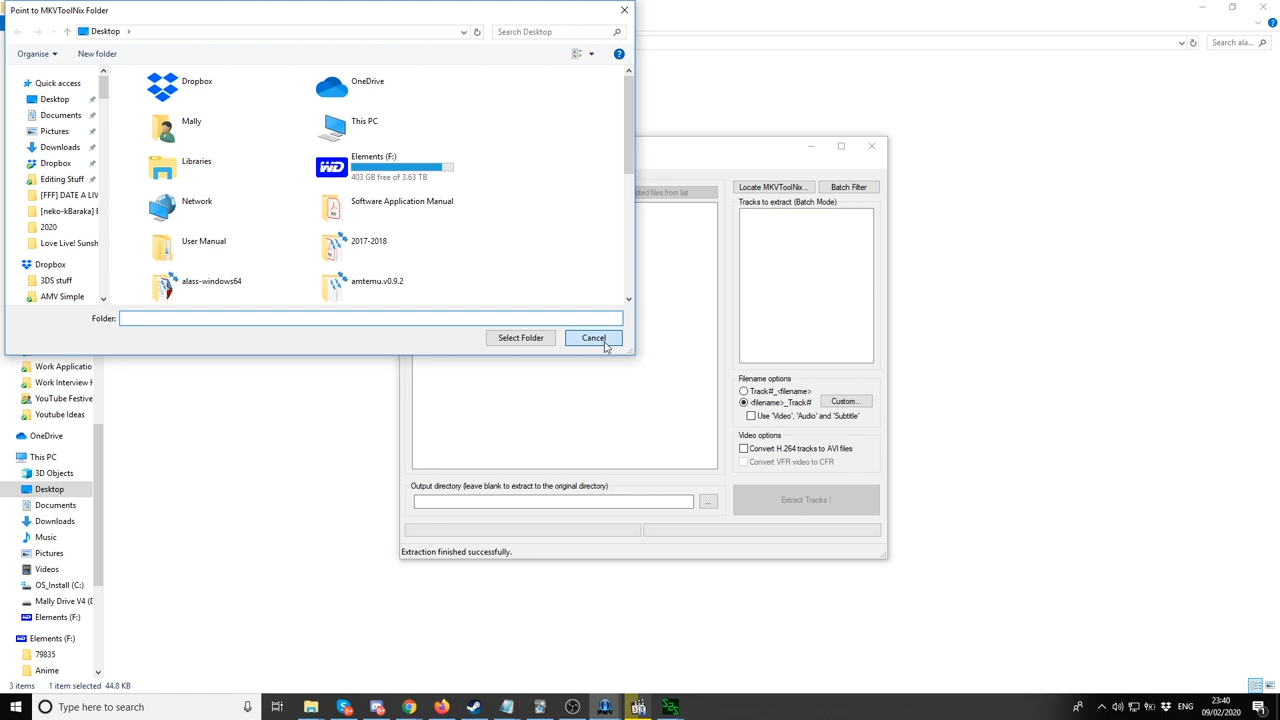 Point to MKVToolNix Folder
Desktop
Search Desktop
Organise
New folder
Search ala...
Quick access
Desktop
Documents
Pictures
Downloads
Dropbox
Editing Stuff
[FFF] DATE A LIV
[neko-kBaraka] E
2020
Love Live! Sunsh
Dropbox
3DS stuff
AMV Simple
Dropbox
OneDrive
Mally
This PC
Libraries
Elements (F:)
403 GB free of 3.63 TB
Network
Software Application Manual
User Manual
2017-2018
alass-windows64
amtemu.v0.9.2
Folder:
Select Folder
Cancel
cted files from list
Locate MKVToolNix...
Batch Filter
Tracks to extract (Batch Mode)
Filename options
Track#_<filename>
<filename>_Track#
Custom...
Use 'Video', 'Audio' and 'Subtitle'
Video options
Convert H.264 tracks to AVI files
Convert VFR video to CFR
Output directory (leave blank to extract to the original directory)
...
Extract Tracks !
Extraction finished successfully.
Work Applicatio
Work Interview H
YouTube Festive
Youtube Ideas
OneDrive
This PC
3D Objects
Desktop
Documents
Downloads
Music
Pictures
Videos
OS_Install (C:)
Mally Drive V4 (D
Elements (F:)
Elements (F:)
79835
Anime
3 items
1 item selected 44.8 KB
Type here to search
ENG
23:40
09/02/2020